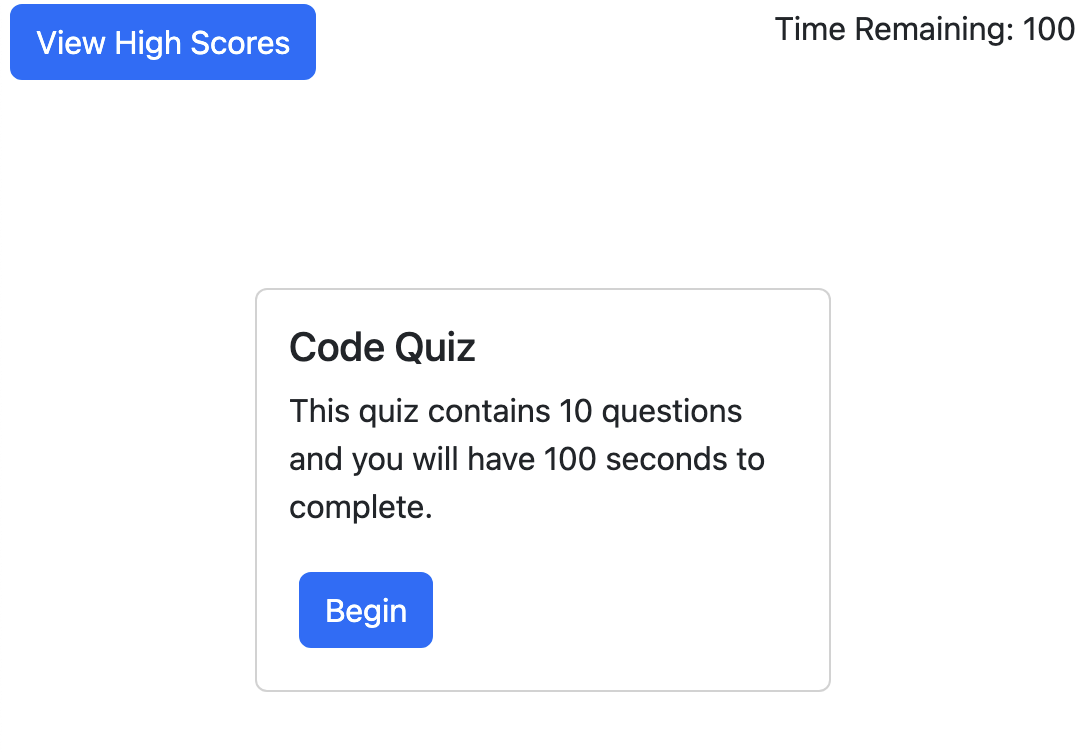 View High Scores
Time Remaining: 100
Code Quiz
This quiz contains 10 questions
and you will have 100 seconds to
complete.
Begin